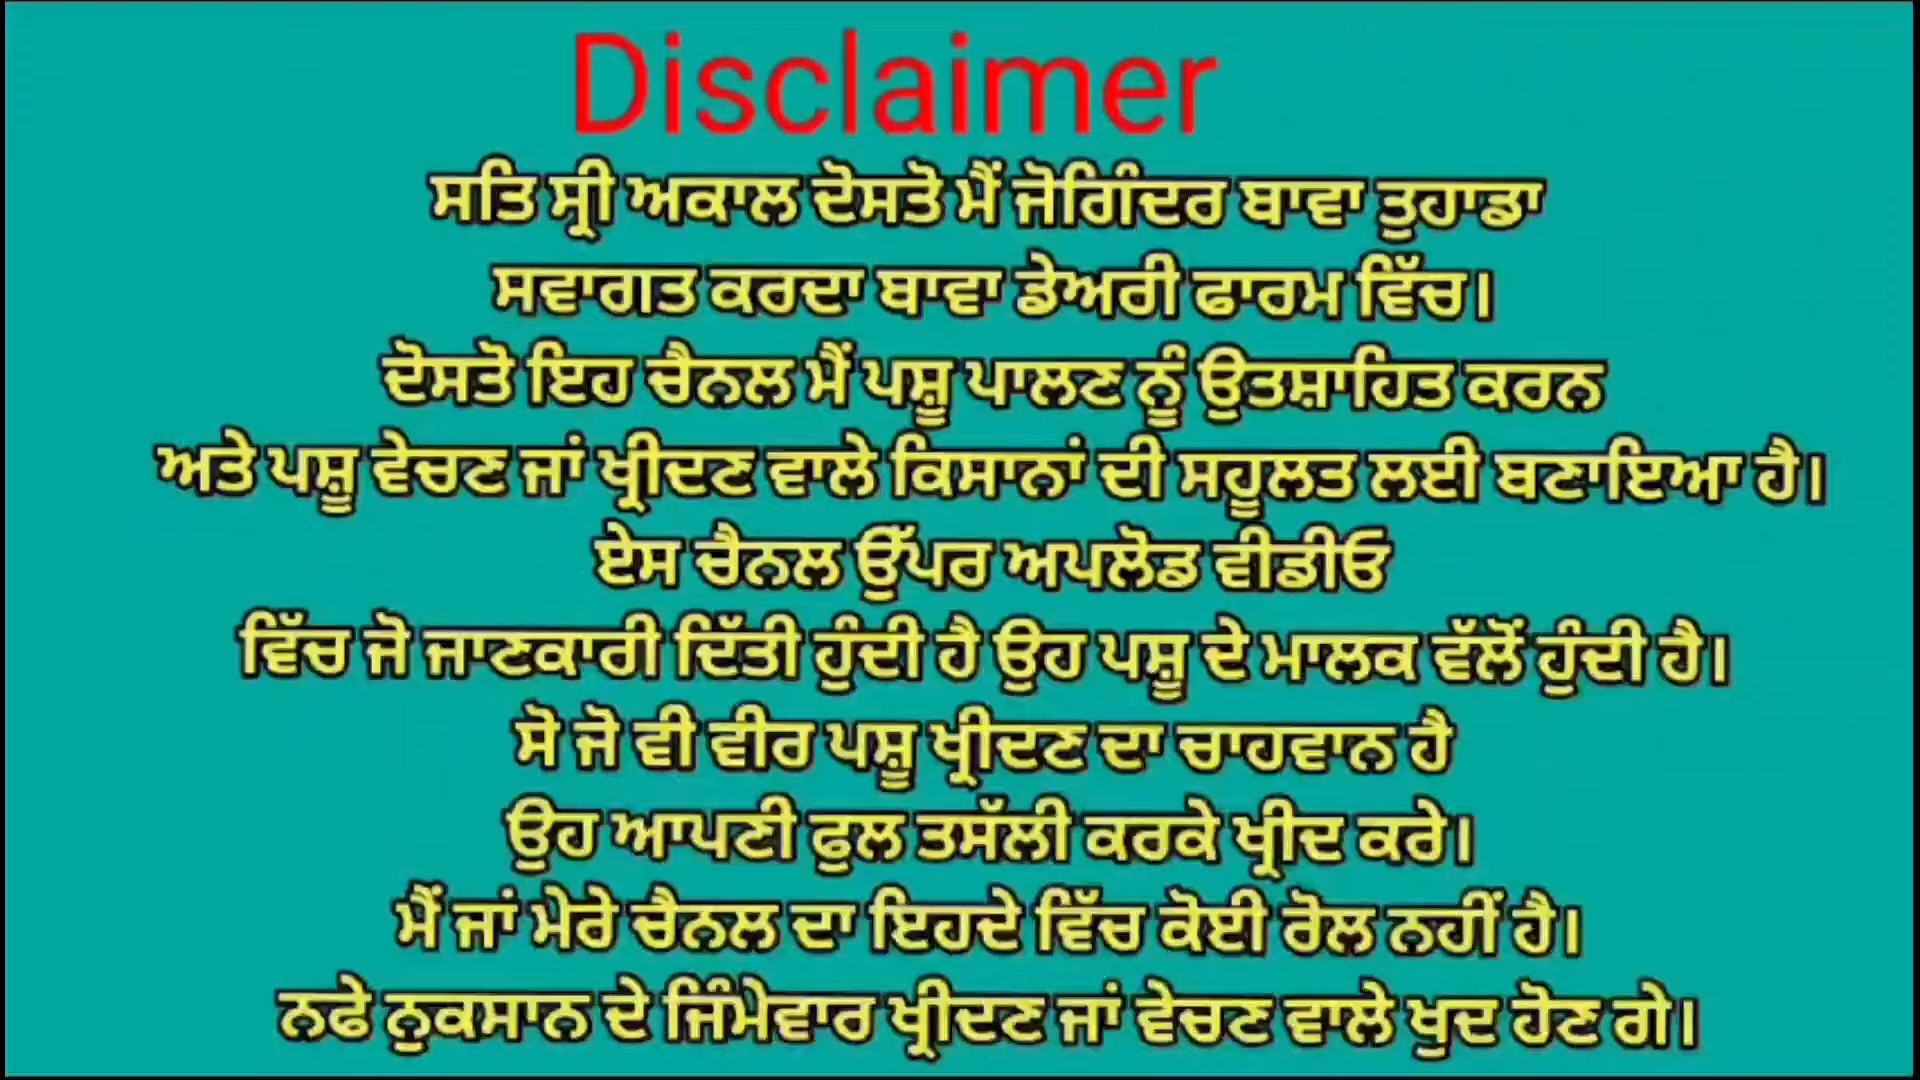 Disclaimer
ਸਤਿ ਸ੍ਰੀ ਅਕਾਲ ਦੋਸਤੋ ਮੈਂ ਜੋਗਿੰਦਰ ਬਾਵਾ ਤੁਹਾਡਾ
ਸਵਾਗਤ ਕਰਦਾ ਬਾਵਾ ਡੇਅਰੀ ਫਾਰਮ ਵਿੱਚ।
ਦੋਸਤੋ ਇਹ ਚੈਨਲ ਮੈਂ ਪਸ਼ੂ ਪਾਲਣ ਨੂੰ ਉਤਸ਼ਾਹਿਤ ਕਰਨ
ਅਤੇ ਪਸ਼ੂ ਵੇਚਣ ਜਾਂ ਖ੍ਰੀਦਣ ਵਾਲੇ ਕਿਸਾਨਾਂ ਦੀ ਸਹੂਲਤ ਲਈ ਬਣਾਇਆ ਹੈ।
ਏਸ ਚੈਨਲ ਉੱਪਰ ਅਪਲੋਡ ਵੀਡੀਓ
ਵਿੱਚ ਜੋ ਜਾਣਕਾਰੀ ਦਿੱਤੀ ਹੁੰਦੀ ਹੈ ਉਹ ਪਸ਼ੂ ਦੇ ਮਾਲਕ ਵੱਲੋਂ ਹੁੰਦੀ ਹੈ।
ਸੋ ਜੋ ਵੀ ਵੀਰ ਪਸ਼ੂ ਖ੍ਰੀਦਣ ਦਾ ਚਾਹਵਾਨ ਹੈ
ਉਹ ਆਪਣੀ ਫੁਲ ਤਸੱਲੀ ਕਰਕੇ ਖ੍ਰੀਦ ਕਰੇ।
ਮੈਂ ਜਾਂ ਮੇਰੇ ਚੈਨਲ ਦਾ ਇਹਦੇ ਵਿੱਚ ਕੋਈ ਰੋਲ ਨਹੀਂ ਹੈ।
ਨਫੇ ਨੁਕਸਾਨ ਦੇ ਜਿੰਮੇਵਾਰ ਖ੍ਰੀਦਣ ਜਾਂ ਵੇਚਣ ਵਾਲੇ ਖੁਦ ਹੋਣ ਗੇ।